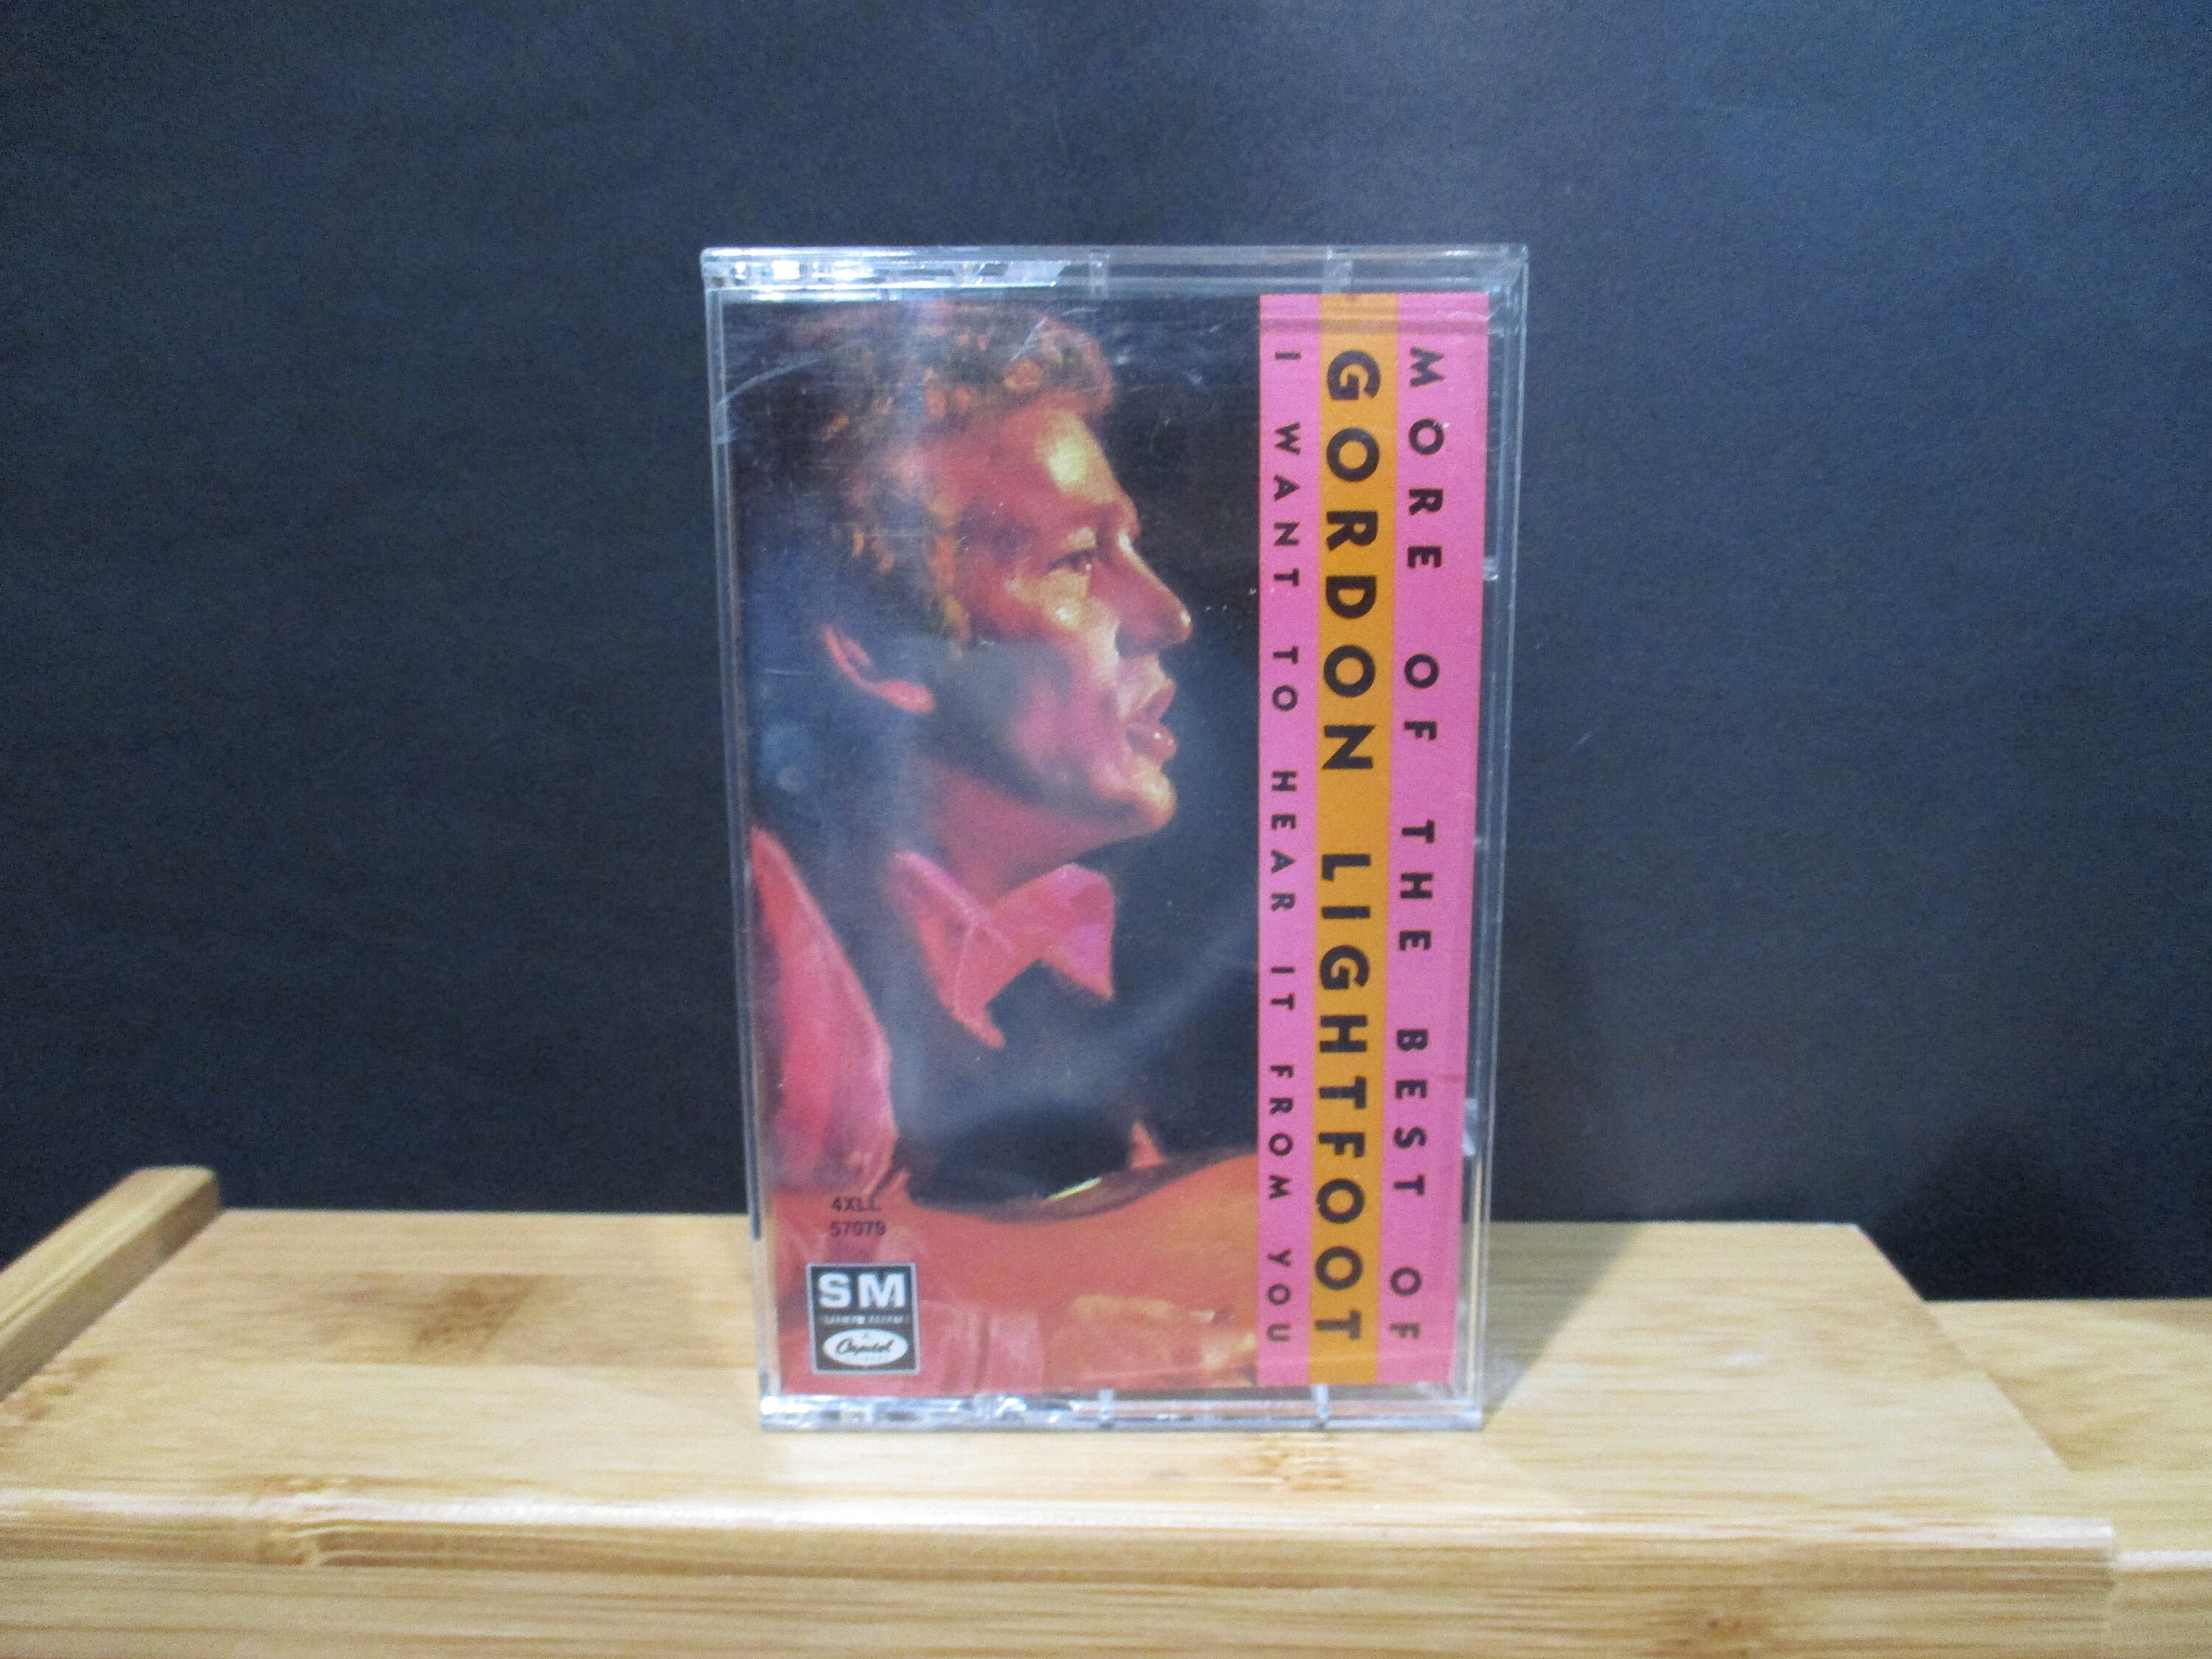 MORE OF THE BEST OF
GORDON LIGHTFOOT
I WANT TO HEAR IT FROM YOU
4XLL
57079
SM
Capitol